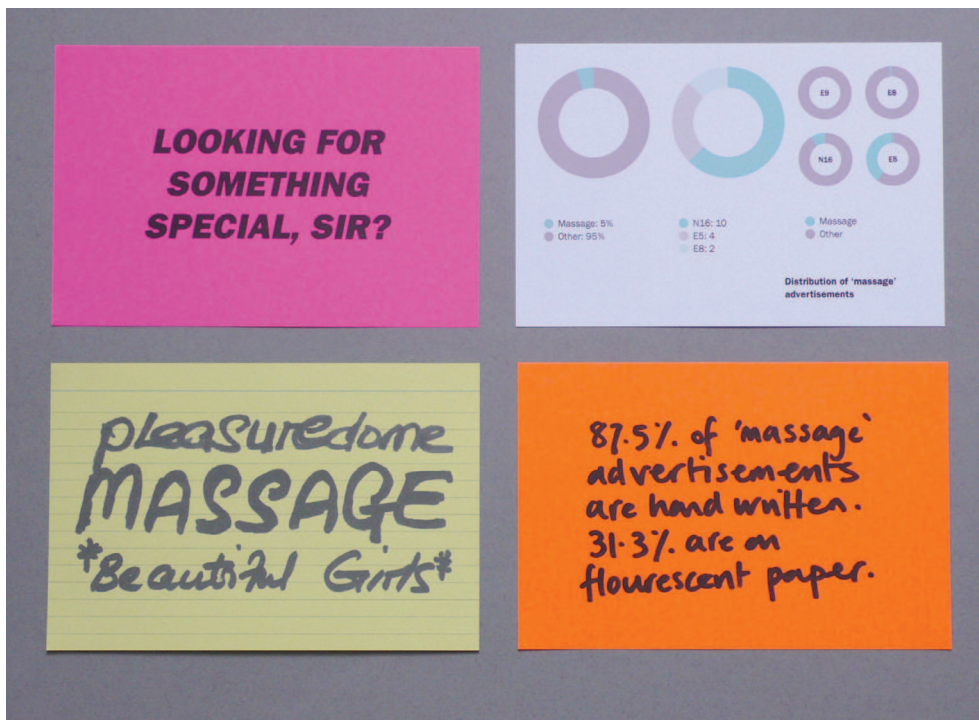 LOOKING FOR
SOMETHING
SPECIAL, SIR?
E9
E8
N16
E5
Massage: 5%
Other: 95%
N16: 10
E5: 4
E8: 2
Massage
Other
Distribution of 'massage'
advertisements
pleasuredome
MASSAGE
*Beautiful Girls*
87.5% of 'massage'
advertisements
are hand written.
31.3% are on
flourescent paper.